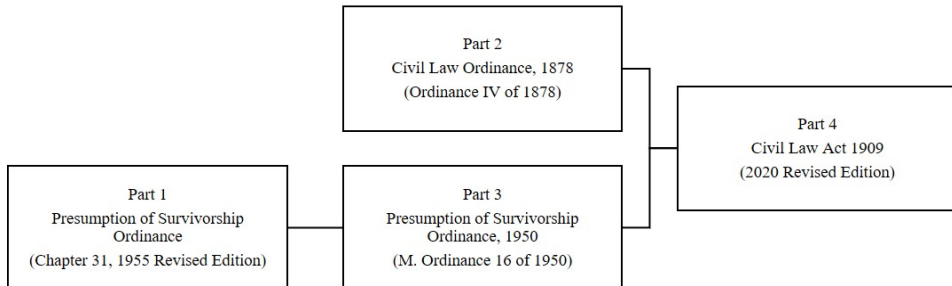 Part 2
Civil Law Ordinance, 1878
(Ordinance IV of 1878)
Part 4
Civil Law Act 1909
(2020 Revised Edition)
Part 1
Presumption of Survivorship
Ordinance
(Chapter 31, 1955 Revised Edition)
Part 3
Presumption of Survivorship
Ordinance, 1950
(M. Ordinance 16 of 1950)